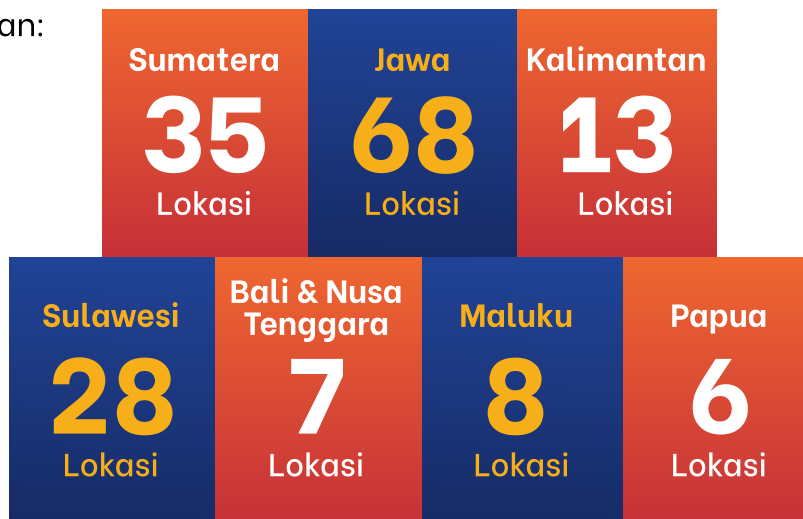 an:
Sumatera
35
Lokasi
Jawa
68
Lokasi
Kalimantan
13
Lokasi
Sulawesi
28
Lokasi
Bali & Nusa
Tenggara
7
Lokasi
Maluku
8
Lokasi
Papua
6
Lokasi